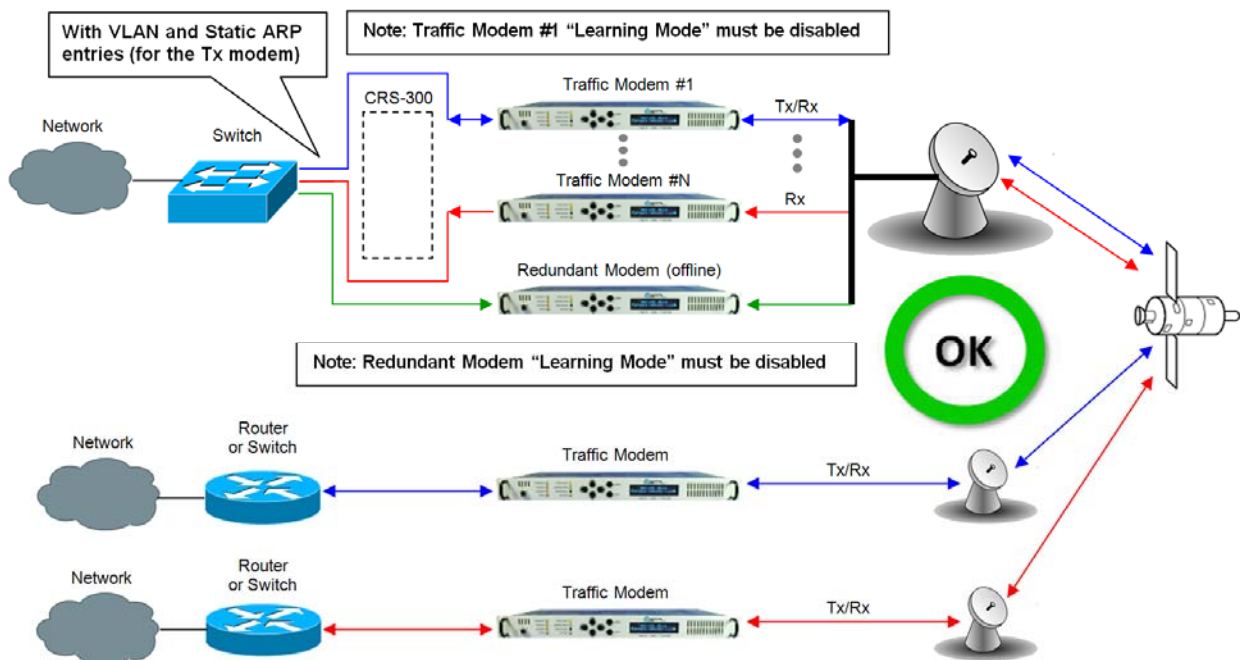 With VLAN and Static ARP
entries (for the Tx modem)
Note: Traffic Modem #1 “Learning Mode” must be disabled
CRS-300
Traffic Modem #1
Tx/Rx
Network
Switch
Traffic Modem #N
Rx
Redundant Modem (offline)
OK
Note: Redundant Modem “Learning Mode” must be disabled
Network
Router
or Switch
Traffic Modem
Tx/Rx
Network
Router
or Switch
Traffic Modem
Tx/Rx